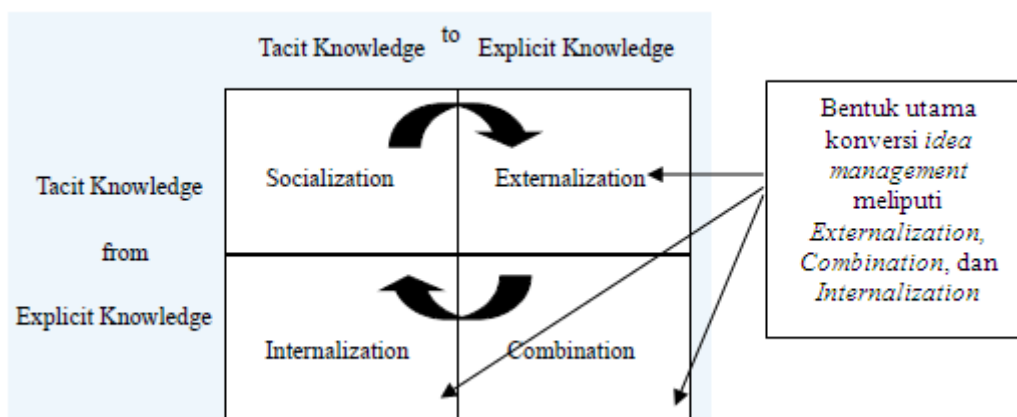 Tacit Knowledge to Explicit Knowledge
Socialization
Externalization
Tacit Knowledge
from
Explicit Knowledge
Internalization
Combination
Bentuk utama
konversi idea
management
meliputi
Externalization,
Combination, dan
Internalization